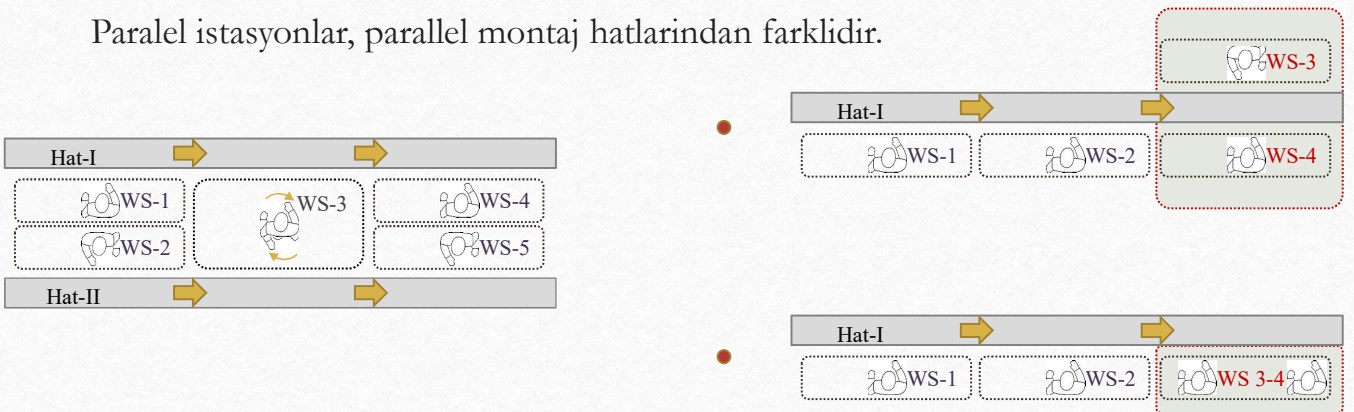 Paralel istasyonlar, parallel montaj hatlarindan farklidir.
Hat-I
WS-1
WS-2
WS-3
WS-4
WS-5
Hat-II
WS-3
Hat-I
WS-1
WS-2
WS-4
Hat-I
WS-1
WS-2
WS 3-4